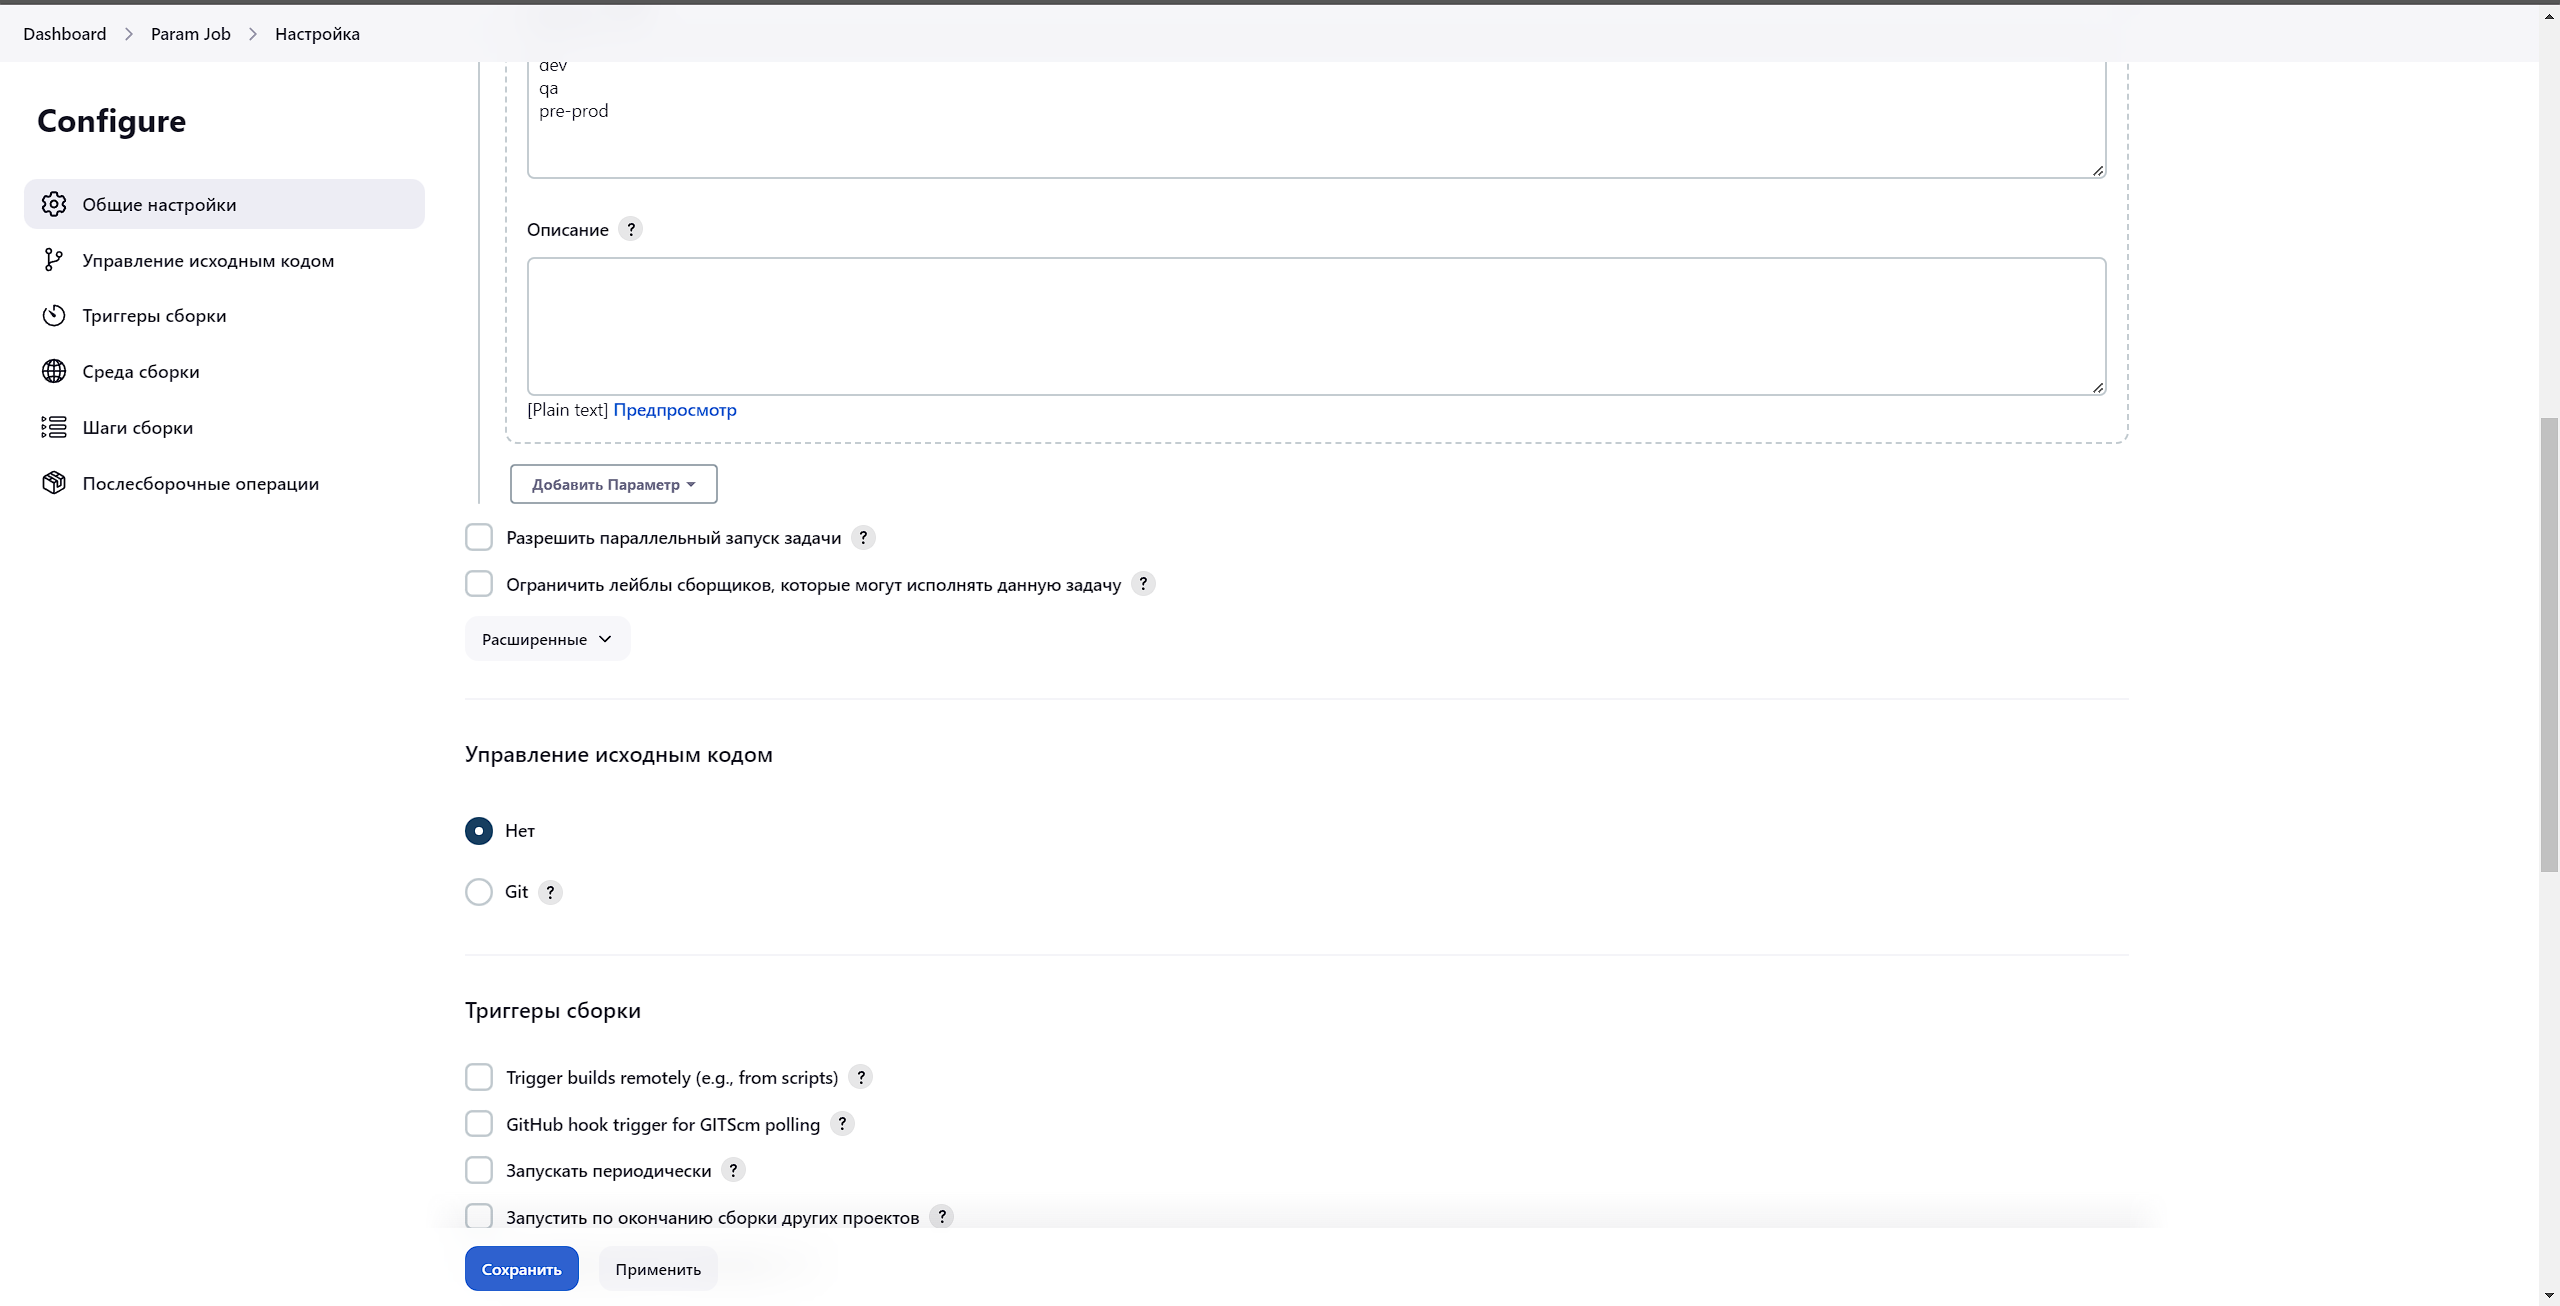 Dashboard > Param Job > Настройка
Configure
Общие настройки
Управление исходным кодом
Триггеры сборки
Среда сборки
Шаги сборки
Послесборочные операции
dev
qa
pre-prod
Описание ?
[Plain text] Предпросмотр
Добавить Параметр
Разрешить параллельный запуск задачи ?
Ограничить лейблы сборщиков, которые могут исполнять данную задачу ?
Расширенные
Управление исходным кодом
Нет
Git ?
Триггеры сборки
Trigger builds remotely (e.g., from scripts) ?
GitHub hook trigger for GITScm polling ?
Запускать периодически ?
Запустить по окончанию сборки других проектов ?
Сохранить
Применить